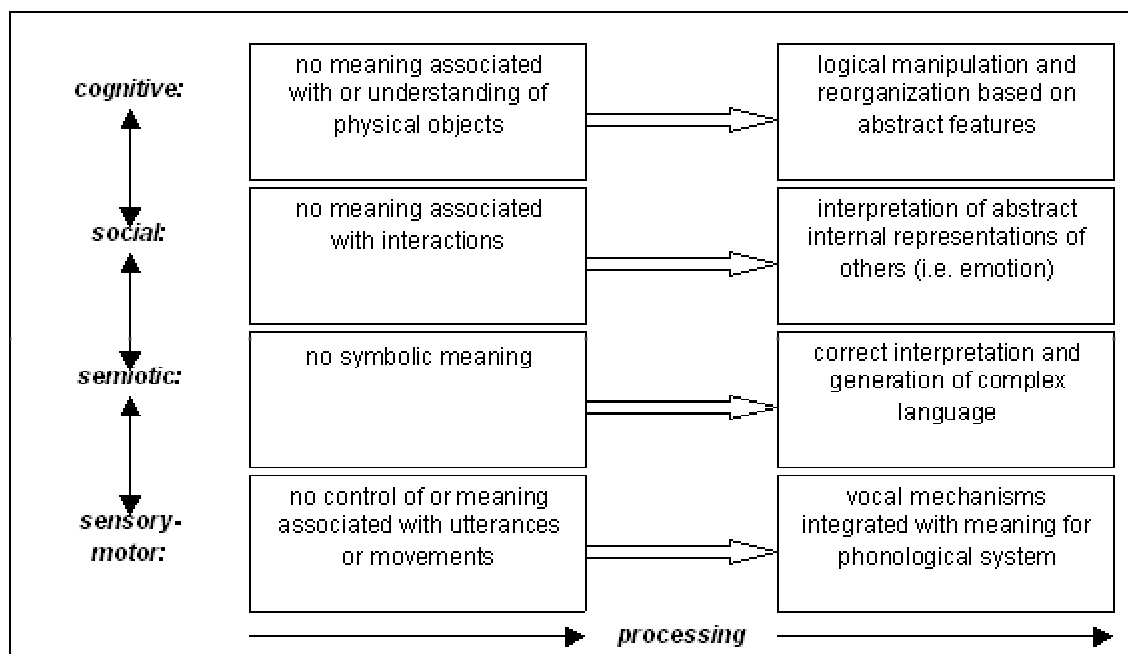 cognitive:
no meaning associated
with or understanding of
physical objects
logical manipulation and
reorganization based on
abstract features
social:
no meaning associated
with interactions
interpretation of abstract
internal representations of
others (i.e. emotion)
semiotic:
no symbolic meaning
correct interpretation and
generation of complex
language
sensory-
motor:
no control of or meaning
associated with utterances
or movements
vocal mechanisms
integrated with meaning for
phonological system
processing